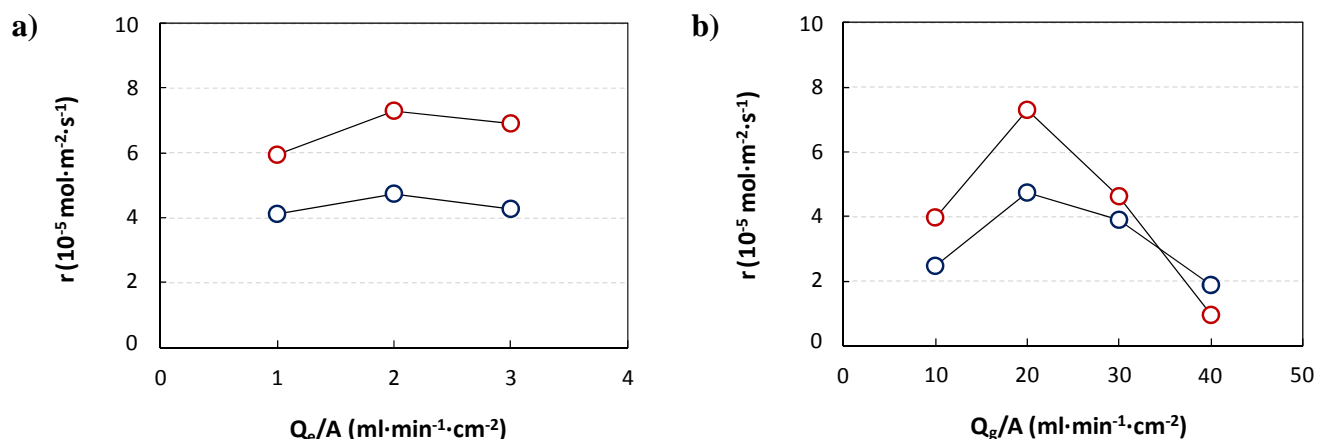 a)
r (10⁻⁵ mol·m⁻²·s⁻¹)
10
8
6
4
2
0
0 1 2 3 4
Qₑ/A (ml·min⁻¹·cm⁻²)
b)
r (10⁻⁵ mol·m⁻²·s⁻¹)
10
8
6
4
2
0
0 10 20 30 40 50
Q_g/A (ml·min⁻¹·cm⁻²)